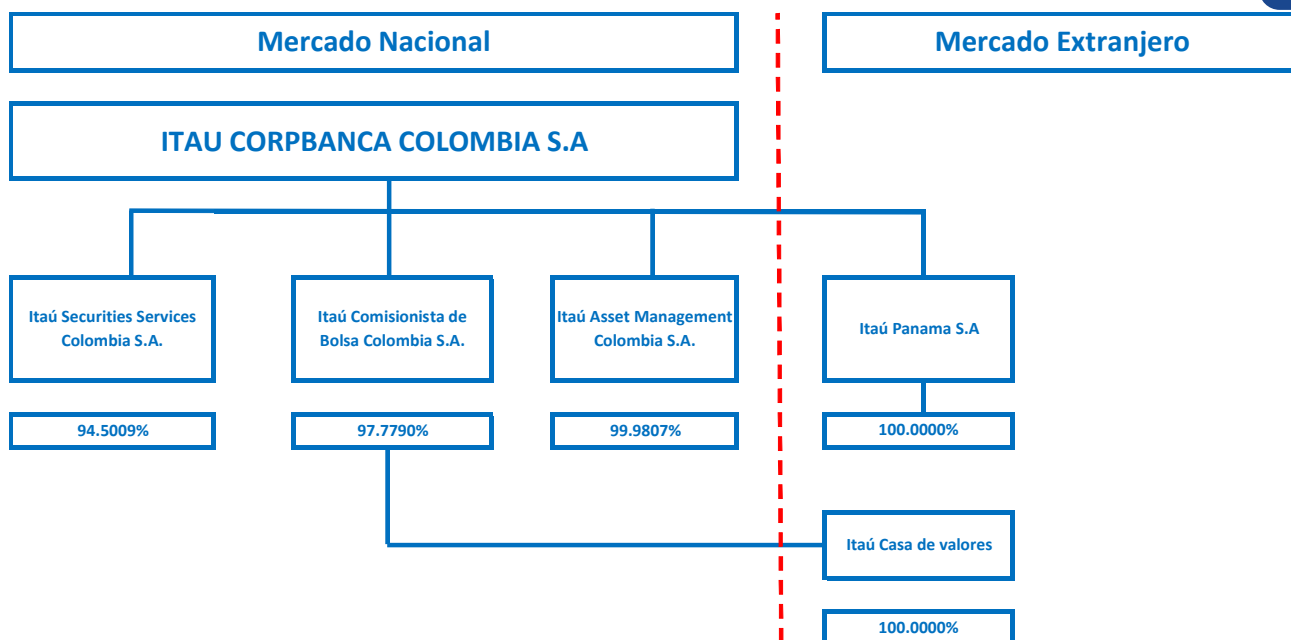 Mercado Nacional
Mercado Extranjero
ITAU CORPBANCA COLOMBIA S.A
Itaú Securities Services
Colombia S.A.
Itaú Comisionista de
Bolsa Colombia S.A.
Itaú Asset Management
Colombia S.A.
Itaú Panama S.A
94.5009%
97.7790%
99.9807%
100.0000%
Itaú Casa de valores
100.0000%